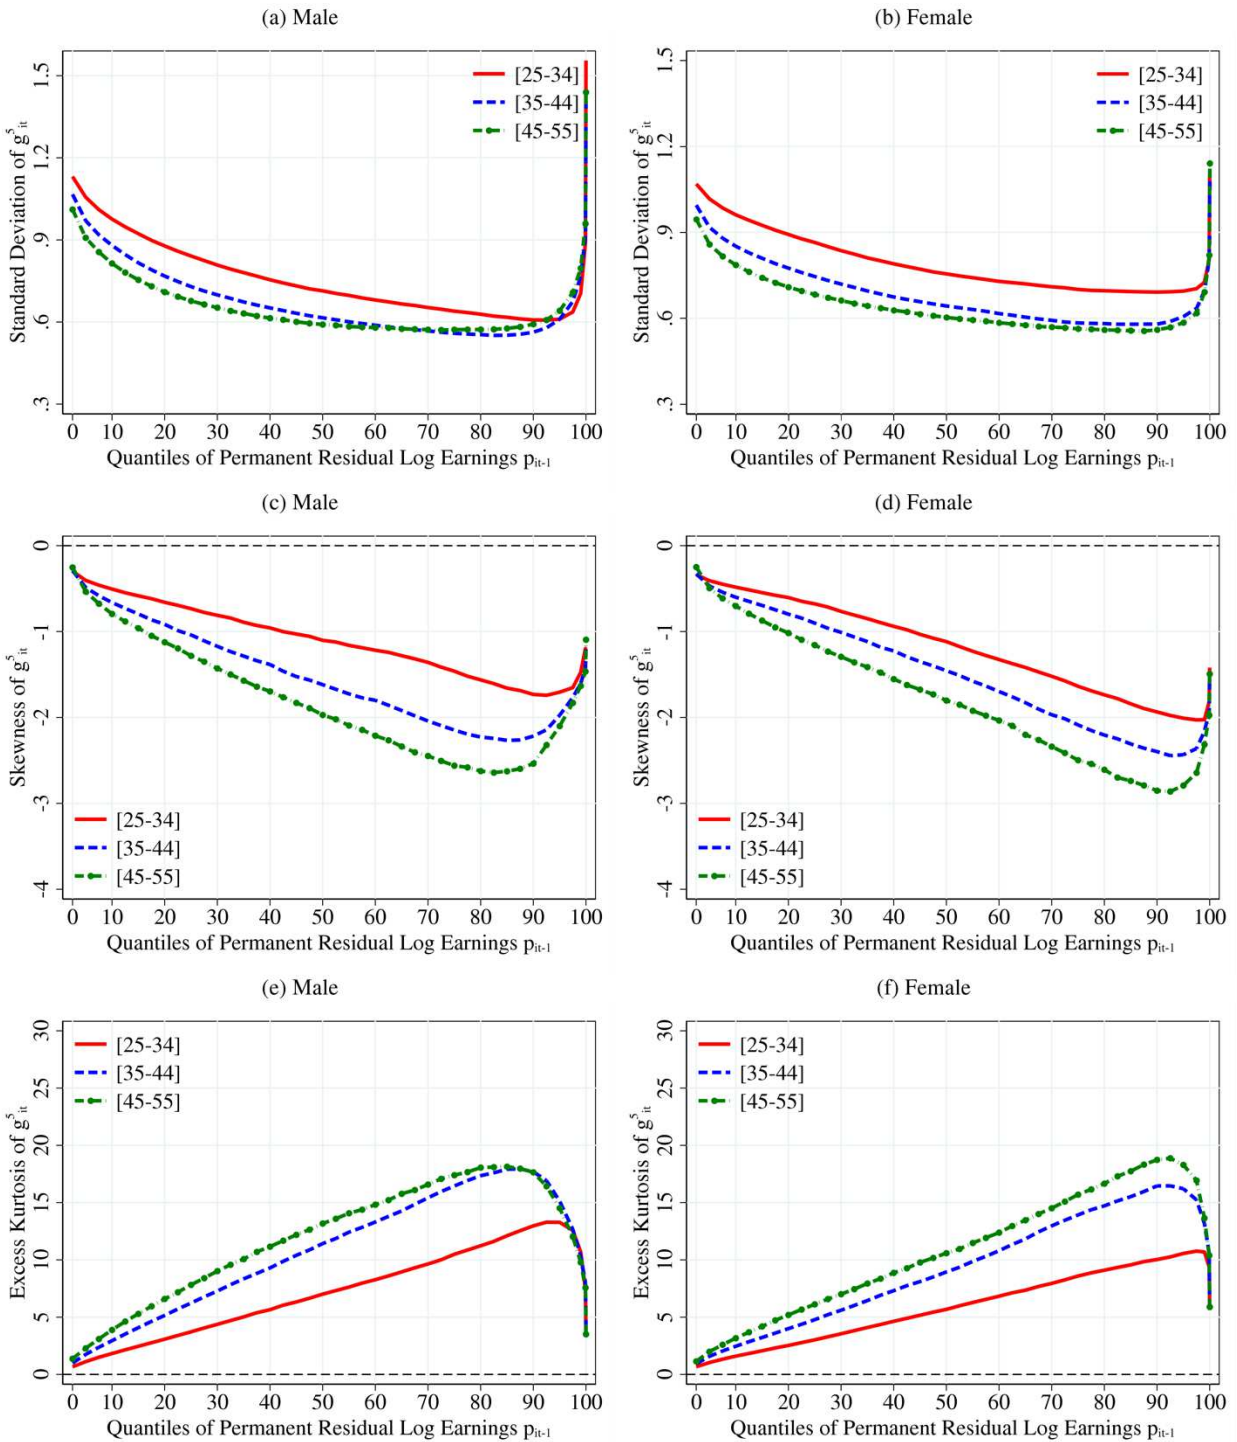 (a) Male
Standard Deviation of g⁵ᵢₜ
1.5
1.2
.9
.6
.3
[25-34]
[35-44]
[45-55]
0 10 20 30 40 50 60 70 80 90 100
Quantiles of Permanent Residual Log Earnings pᵢₜ₋₁
(b) Female
Standard Deviation of g⁵ᵢₜ
1.5
1.2
.9
.6
.3
[25-34]
[35-44]
[45-55]
0 10 20 30 40 50 60 70 80 90 100
Quantiles of Permanent Residual Log Earnings pᵢₜ₋₁
(c) Male
Skewness of g⁵ᵢₜ
0
-1
-2
-3
-4
[25-34]
[35-44]
[45-55]
0 10 20 30 40 50 60 70 80 90 100
Quantiles of Permanent Residual Log Earnings pᵢₜ₋₁
(d) Female
Skewness of g⁵ᵢₜ
0
-1
-2
-3
-4
[25-34]
[35-44]
[45-55]
0 10 20 30 40 50 60 70 80 90 100
Quantiles of Permanent Residual Log Earnings pᵢₜ₋₁
(e) Male
Excess Kurtosis of g⁵ᵢₜ
30
25
20
15
10
5
0
[25-34]
[35-44]
[45-55]
0 10 20 30 40 50 60 70 80 90 100
Quantiles of Permanent Residual Log Earnings pᵢₜ₋₁
(f) Female
Excess Kurtosis of g⁵ᵢₜ
30
25
20
15
10
5
0
[25-34]
[35-44]
[45-55]
0 10 20 30 40 50 60 70 80 90 100
Quantiles of Permanent Residual Log Earnings pᵢₜ₋₁